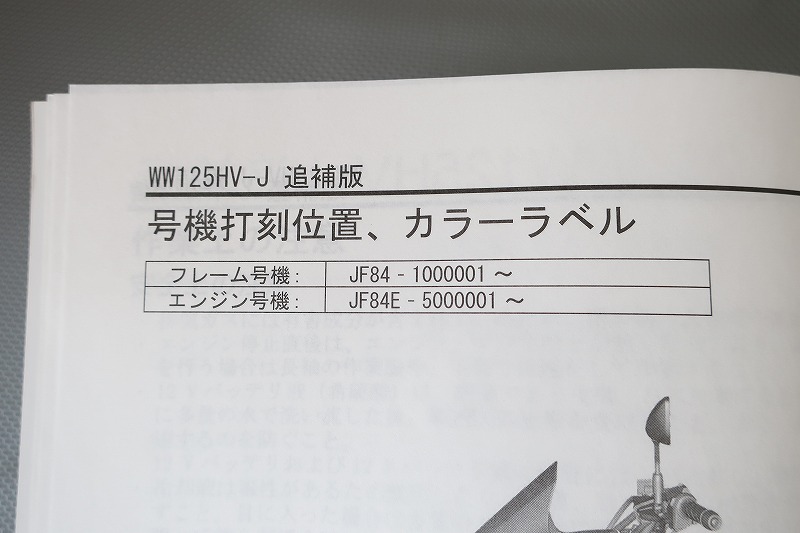 WW125HV-J 追補版
号機打刻位置、カラーラベル
フレーム号機： JF84 - 1000001 ～
エンジン号機： JF84E - 5000001 ～